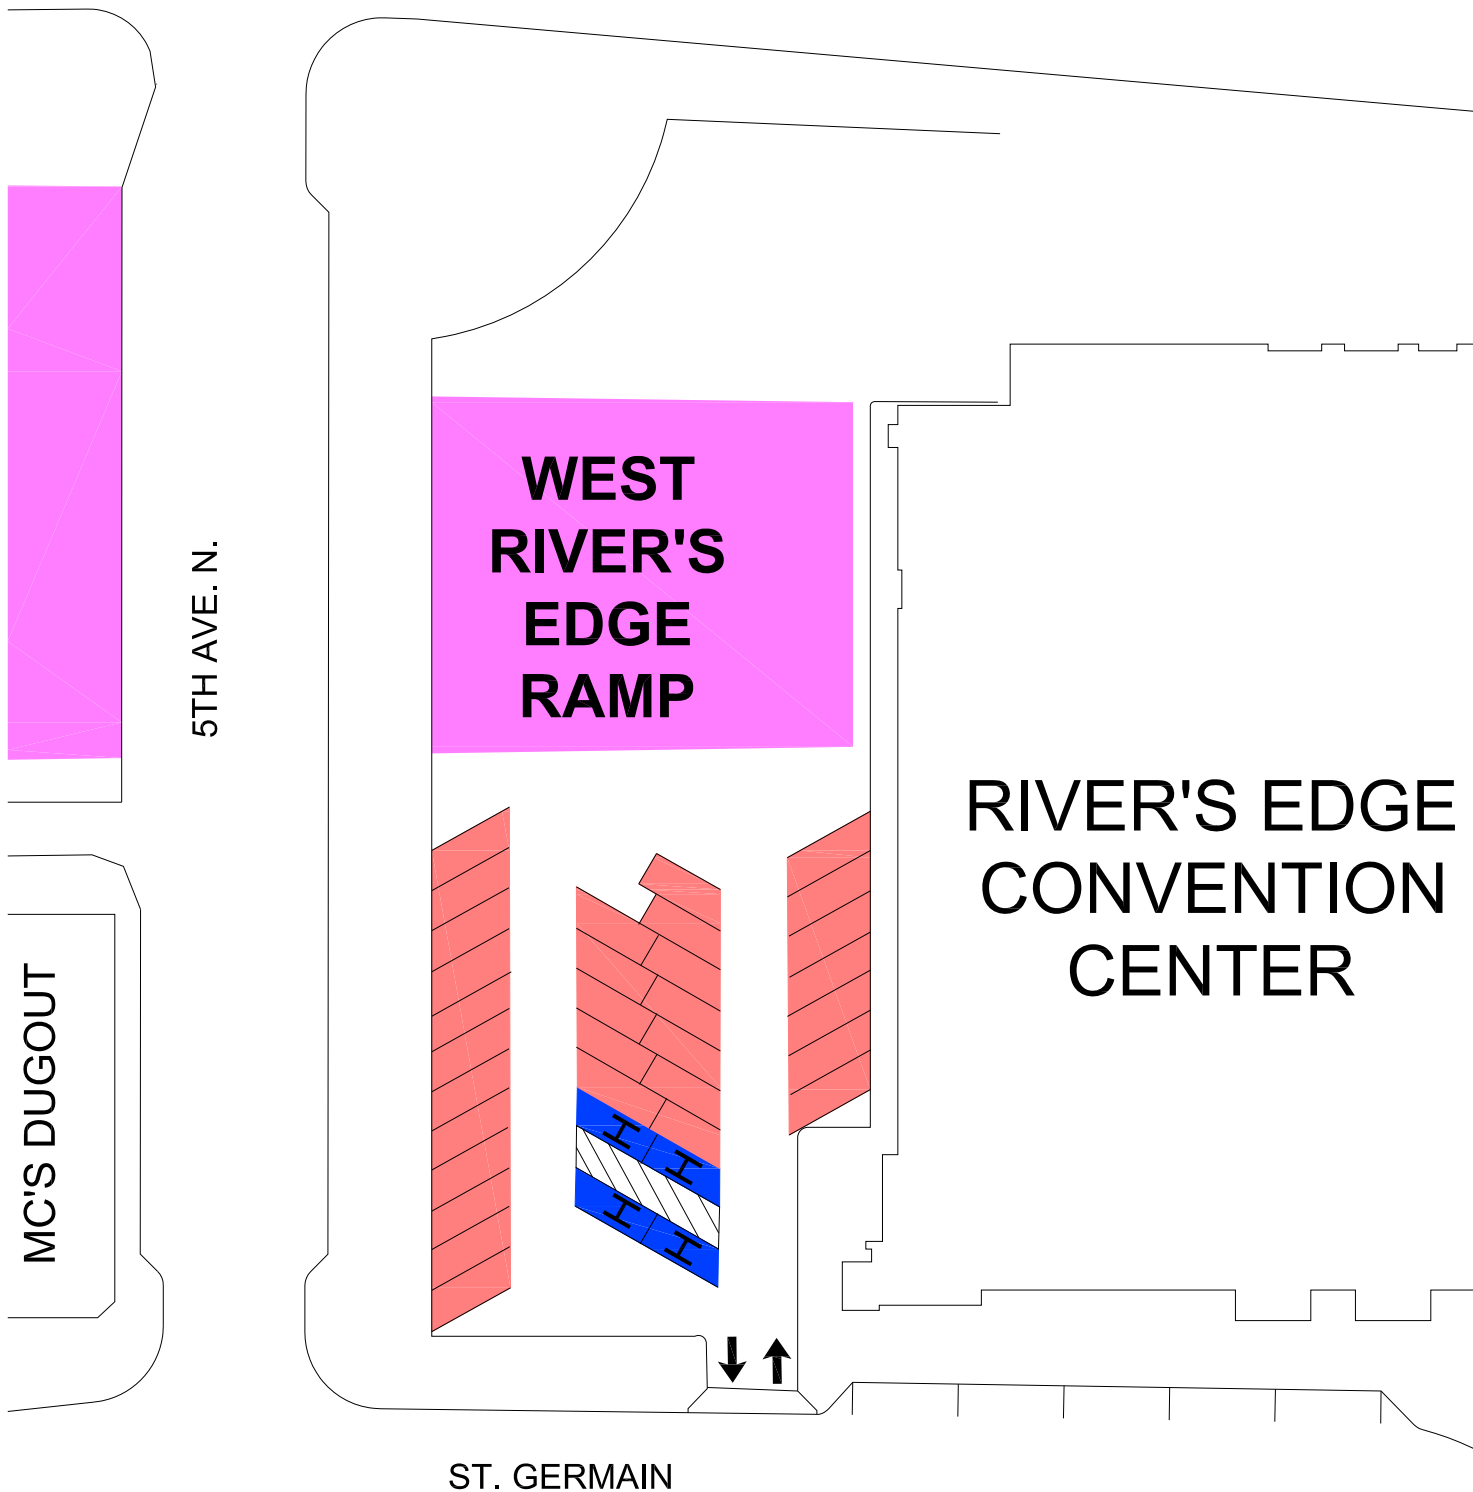 WEST
RIVER'S
EDGE
RAMP
5TH AVE. N.
RIVER'S EDGE
CONVENTION
CENTER
MC'S DUGOUT
H
H
H
H
ST. GERMAIN